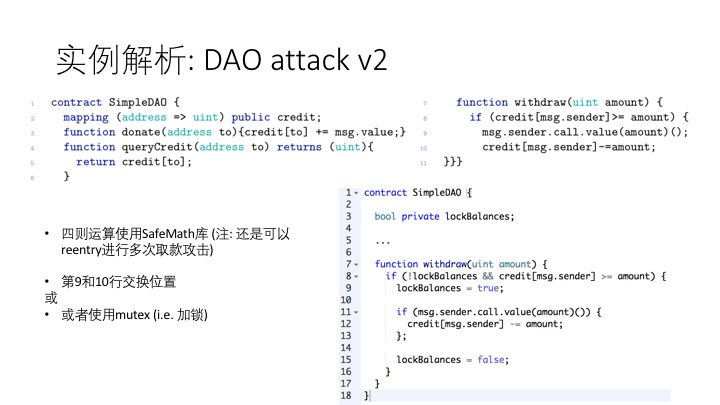 实例解析: DAO attack v2
1 contract SimpleDAO {
2 mapping (address => uint) public credit;
3 function donate(address to){credit[to] += msg.value;}
4 function queryCredit(address to) returns (uint){
5 return credit[to];
6 }
7 function withdraw(uint amount) {
8 if (credit[msg.sender]>= amount) {
9 msg.sender.call.value(amount)();
10 credit[msg.sender]-=amount;
11 }}}
• 四则运算使用SafeMath库 (注: 还是可以
reentry进行多次取款攻击)
• 第9和10行交换位置
或
• 或者使用mutex (i.e. 加锁)
1 contract SimpleDAO {
2
3 bool private lockBalances;
4
5 ...
6
7 function withdraw(uint amount) {
8 if (!lockBalances && credit[msg.sender] >= amount) {
9 lockBalances = true;
10
11 if (msg.sender.call.value(amount)()) {
12 credit[msg.sender] -= amount;
13 };
14
15 lockBalances = false;
16 }
17 }
18 }